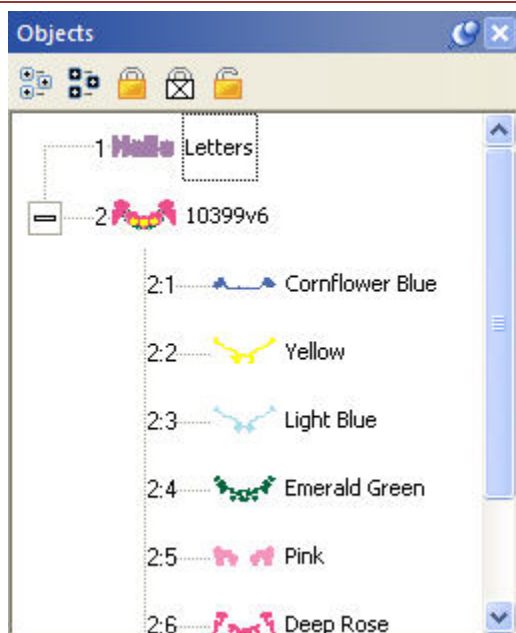 Objects
1 Hello Letters
2 10399v6
2:1 Cornflower Blue
2:2 Yellow
2:3 Light Blue
2:4 Emerald Green
2:5 Pink
2:6 Deep Rose